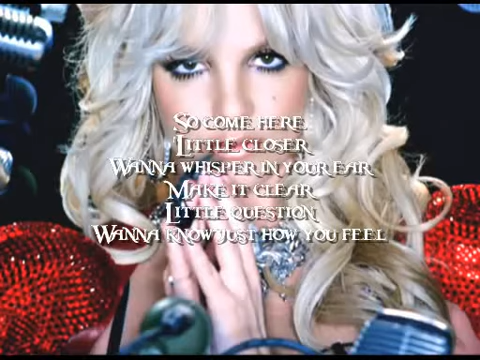 So come here
Little closer
Wanna whisper in your ear
Make it clear
Little question
Wanna know just how you feel